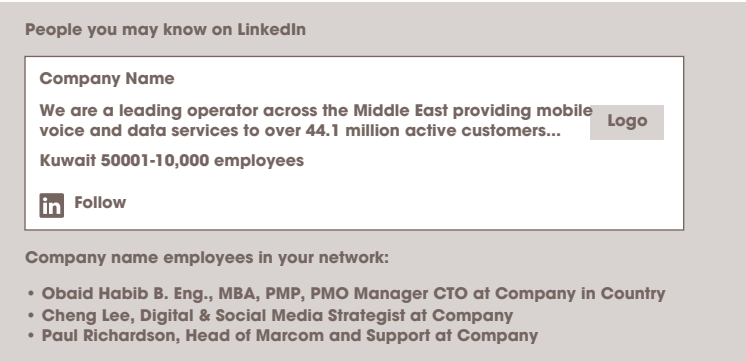 People you may know on LinkedIn
Company Name
We are a leading operator across the Middle East providing mobile
voice and data services to over 44.1 million active customers...
Logo
Kuwait 50001-10,000 employees
in Follow
Company name employees in your network:
• Obaid Habib B. Eng., MBA, PMP, PMO Manager CTO at Company in Country
• Cheng Lee, Digital & Social Media Strategist at Company
• Paul Richardson, Head of Marcom and Support at Company